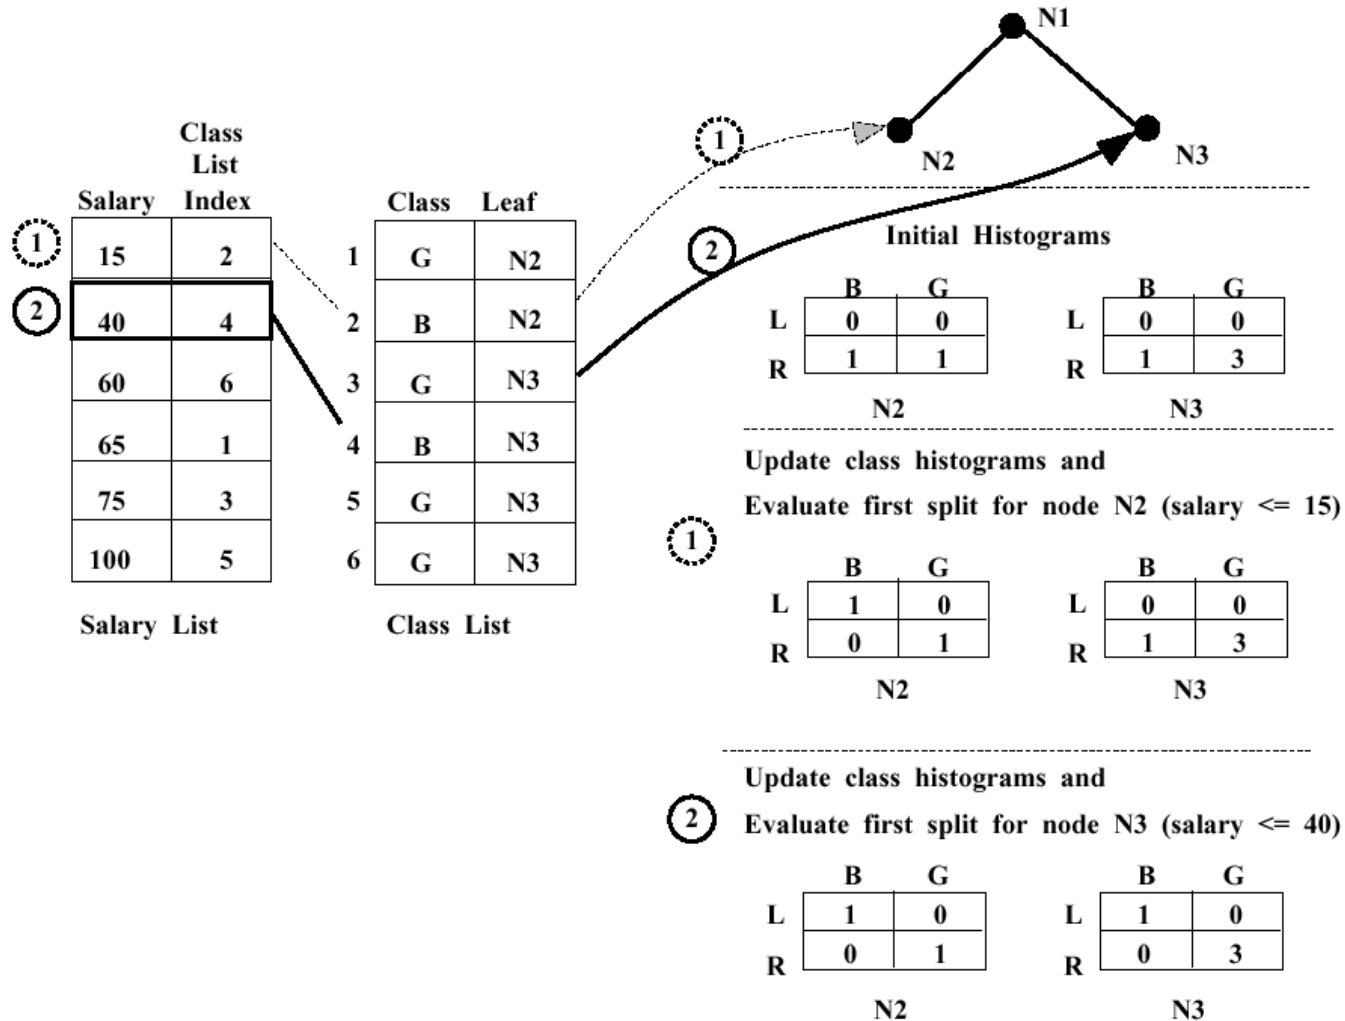 N1
1
N2
N3
Class
List
Salary Index
1 15 2
2 40 4
60 6
65 1
75 3
100 5
Salary List
Class Leaf
1 G N2
2 B N2
3 G N3
4 B N3
5 G N3
6 G N3
Class List
2
Initial Histograms
B G B G
L 0 0 L 0 0
R 1 1 R 1 3
N2 N3
Update class histograms and
1 Evaluate first split for node N2 (salary <= 15)
B G B G
L 1 0 L 0 0
R 0 1 R 1 3
N2 N3
Update class histograms and
2 Evaluate first split for node N3 (salary <= 40)
B G B G
L 1 0 L 1 0
R 0 1 R 0 3
N2 N3